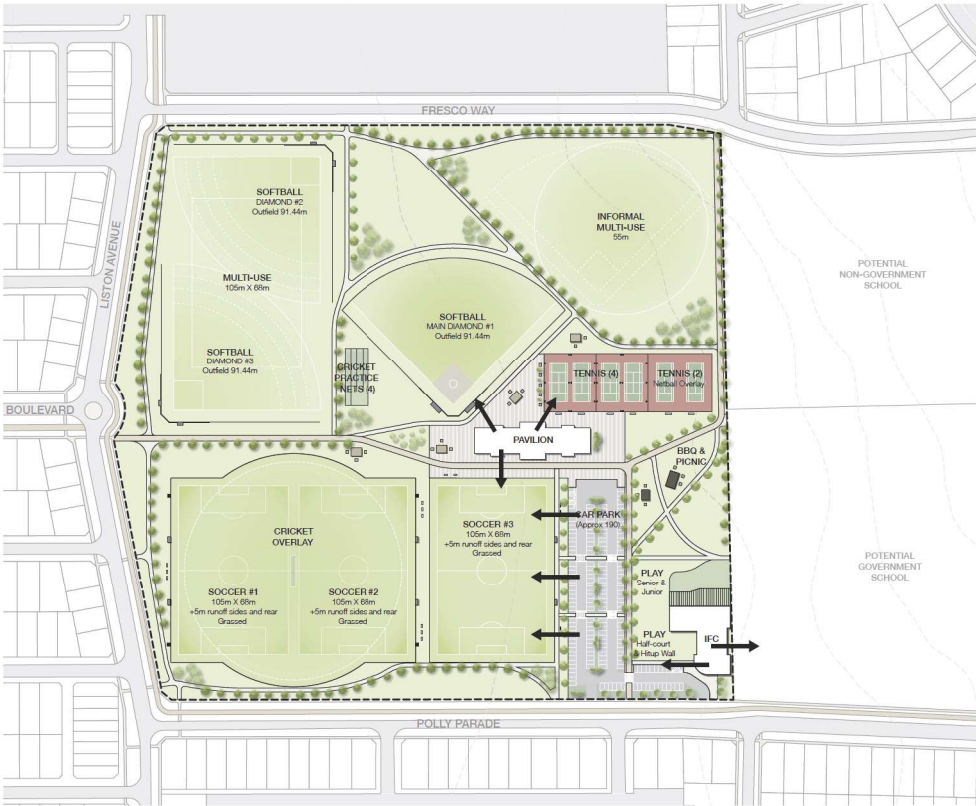 FRESCO WAY
SOFTBALL
DIAMOND #2
Outfield 91.44m
INFORMAL
MULTI-USE
55m
LISTON AVENUE
POTENTIAL
NON-GOVERNMENT
SCHOOL
MULTI-USE
105m X 68m
SOFTBALL
MAIN DIAMOND #1
Outfield 91.44m
SOFTBALL
DIAMOND #3
Outfield 91.44m
CRICKET
PRACTICE
NETS (4)
TENNIS (4)
TENNIS (2)
Netball Overlay
BOULEVARD
PAVILION
BBQ &
PICNIC
CAR PARK
(Approx 190)
CRICKET
OVERLAY
SOCCER #3
105m X 68m
+5m runoff sides and rear
Grassed
POTENTIAL
GOVERNMENT
SCHOOL
PLAY
Senior &
Junior
SOCCER #1
105m X 68m
+5m runoff sides and rear
Grassed
SOCCER #2
105m X 68m
+5m runoff sides and rear
Grassed
PLAY
Half-court
& Hitup Wall
IFC
POLLY PARADE